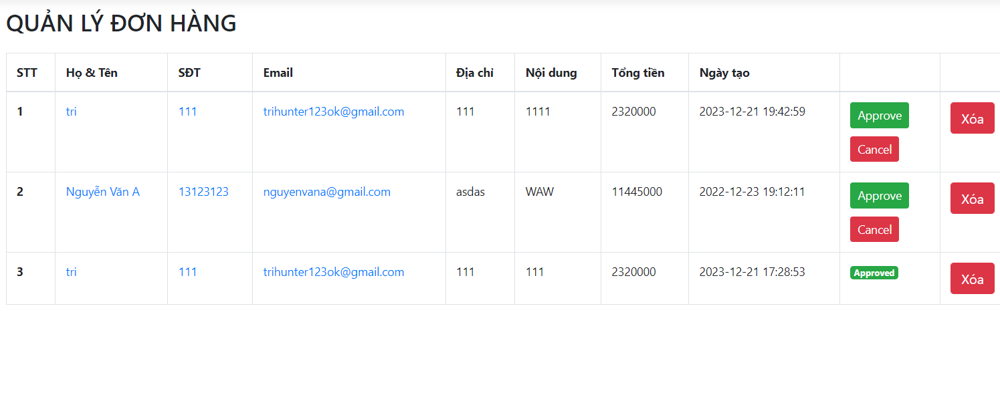 QUẢN LÝ ĐƠN HÀNG
STT Họ & Tên SĐT Email Địa chỉ Nội dung Tổng tiền Ngày tạo
1 tri 111 trihunter123ok@gmail.com 111 1111 2320000 2023-12-21 19:42:59 Approve Xóa
Cancel
2 Nguyễn Văn A 13123123 nguyenvana@gmail.com asdas WAW 11445000 2022-12-23 19:12:11 Approve Xóa
Cancel
3 tri 111 trihunter123ok@gmail.com 111 111 2320000 2023-12-21 17:28:53 Approved Xóa